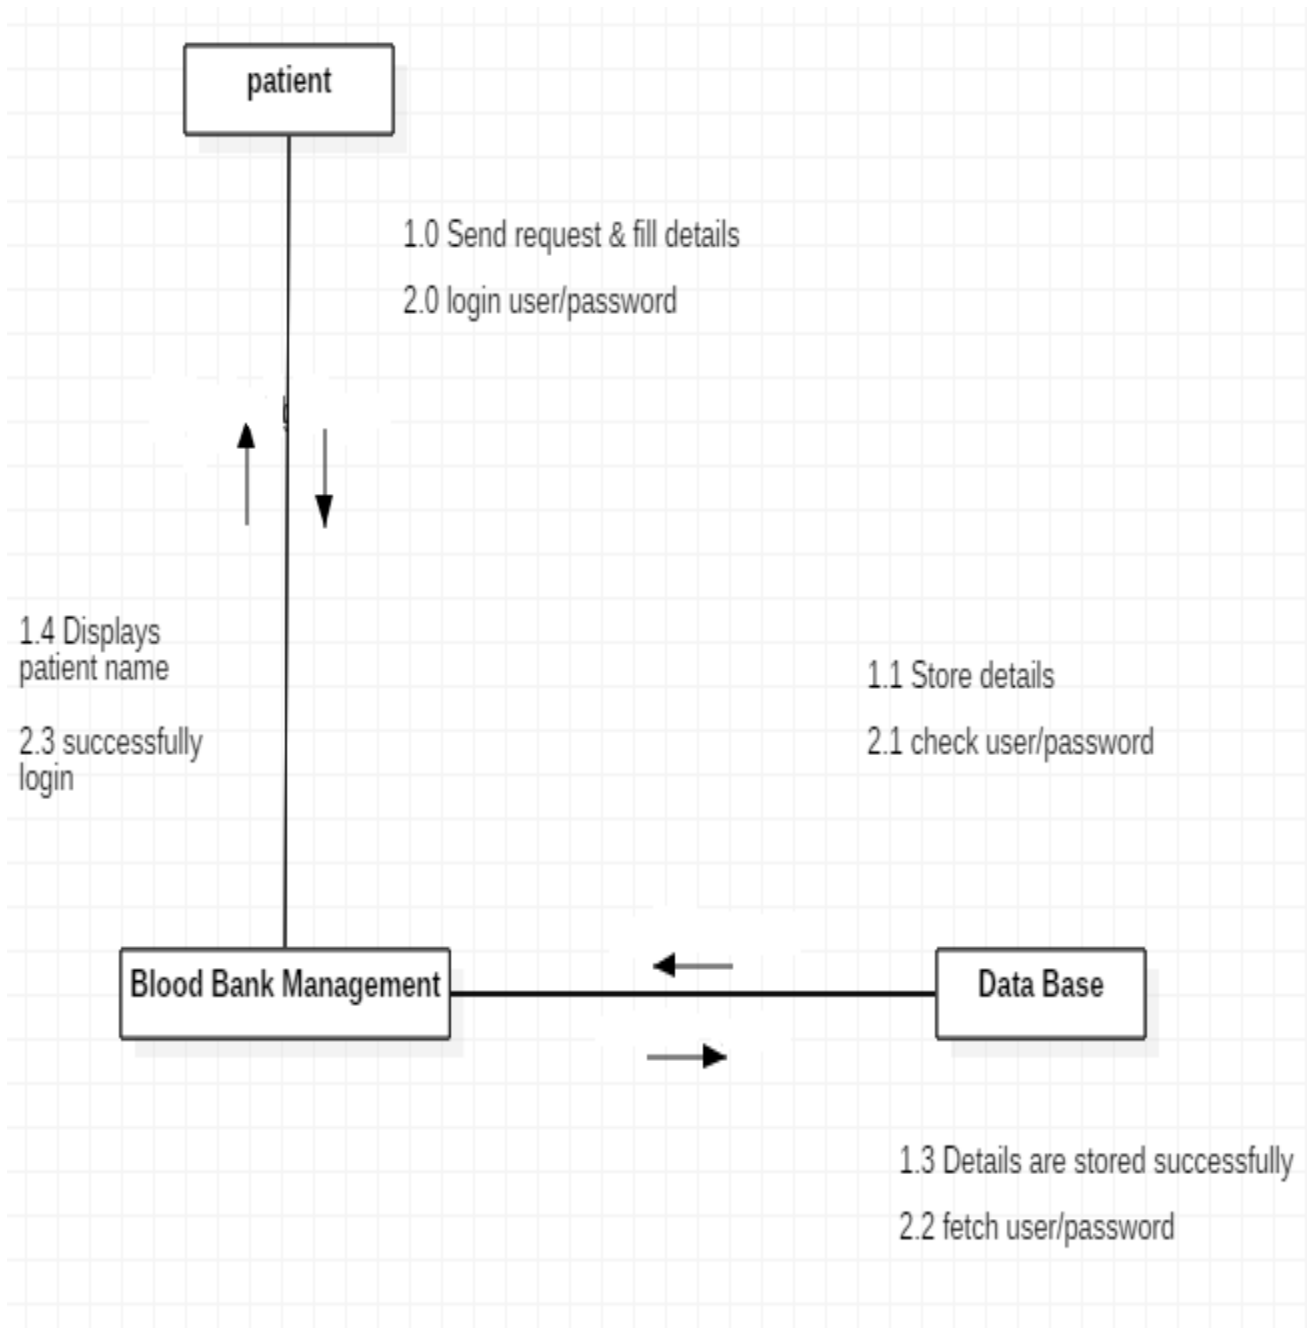 patient
1.0 Send request & fill details
2.0 login user/password
1.4 Displays
patient name
2.3 successfully
login
1.1 Store details
2.1 check user/password
Blood Bank Management
Data Base
1.3 Details are stored successfully
2.2 fetch user/password